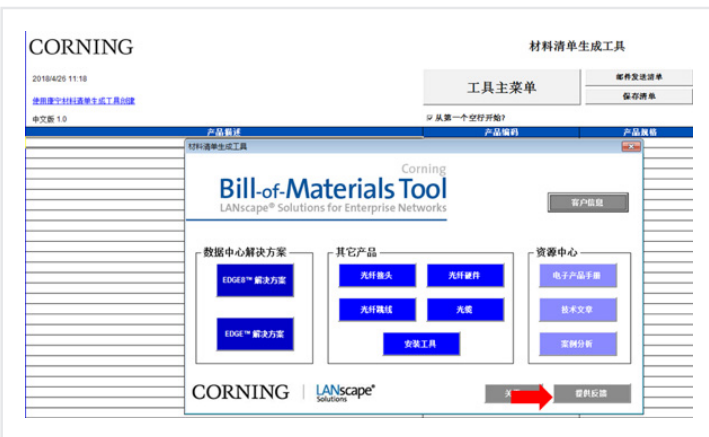 CORNING
材料清单生成工具
2018/4/26 11:18
工具主菜单
邮件发送清单
使用康宁材料清单生成工具创建
保存清单
中文版 1.0
从第一个空行开始?
产品描述 产品编码 产品规格
材料清单生成工具
Corning
Bill-of-Materials Tool
LANscape® Solutions for Enterprise Networks
客户信息
数据中心解决方案 其它产品 资源中心
EDGE8™ 解决方案 光纤接头 光纤硬件 电子产品手册
光纤跳线 光缆 技术文章
EDGE™ 解决方案 安装工具 案例分析
CORNING LANscape® Solutions
提供反馈